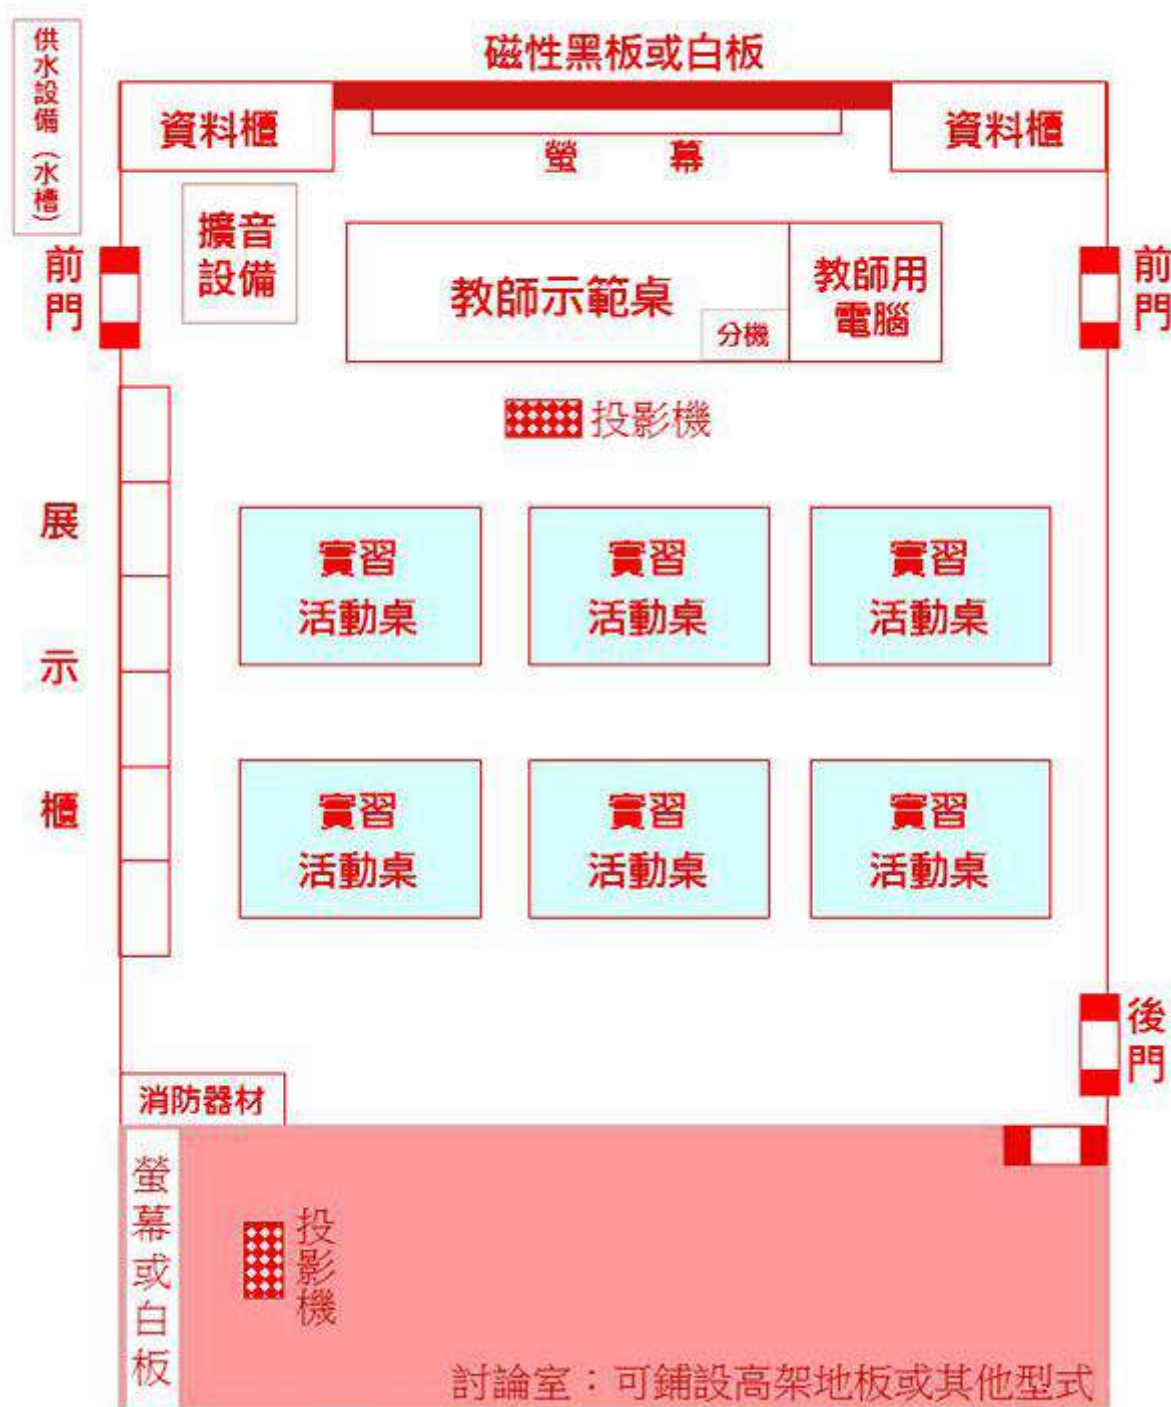 供水設備（水槽）
磁性黑板或白板
資料櫃
資料櫃
螢幕
擴音
設備
前門
教師示範桌
分機
教師用
電腦
前門
投影機
展示櫃
實習
活動桌
實習
活動桌
實習
活動桌
實習
活動桌
實習
活動桌
實習
活動桌
後門
消防器材
螢幕或白板
投影機
討論室：可鋪設高架地板或其他型式